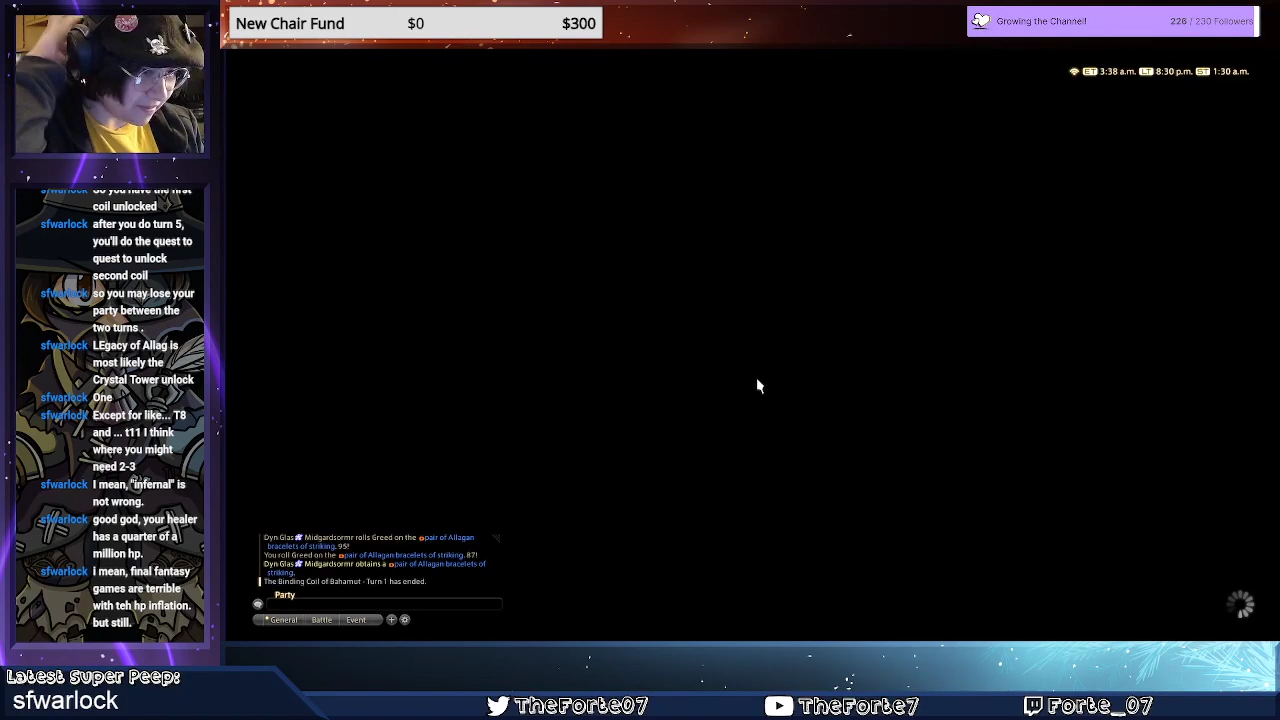 New Chair Fund $0 $300
Growing the Channel! 226 / 230 Followers
ET 3:38 a.m. LT 8:30 p.m. ST 1:30 a.m.
sfwarlock So you have the first
coil unlocked
sfwarlock after you do turn 5,
you'll do the quest to
quest to unlock
second coil
sfwarlock so you may lose your
party between the
two turns .
sfwarlock LEgacy of Allag is
most likely the
Crystal Tower unlock
sfwarlock One
sfwarlock Except for like... T8
and ... t11 I think
where you might
need 2-3
sfwarlock I mean, "infernal" is
not wrong.
sfwarlock good god, your healer
has a quarter of a
million hp.
sfwarlock i mean, final fantasy
games are terrible
with teh hp inflation.
but still.
Dyn Glas Midgardsormr rolls Greed on the pair of Allagan
bracelets of striking. 95!
You roll Greed on the pair of Allagan bracelets of striking. 87!
Dyn Glas Midgardsormr obtains a pair of Allagan bracelets of
striking.
The Binding Coil of Bahamut - Turn 1 has ended.
Party
General Battle Event
Latest Super Peep:
sfwarlock
TheForte07 TheForte7 Forte_07